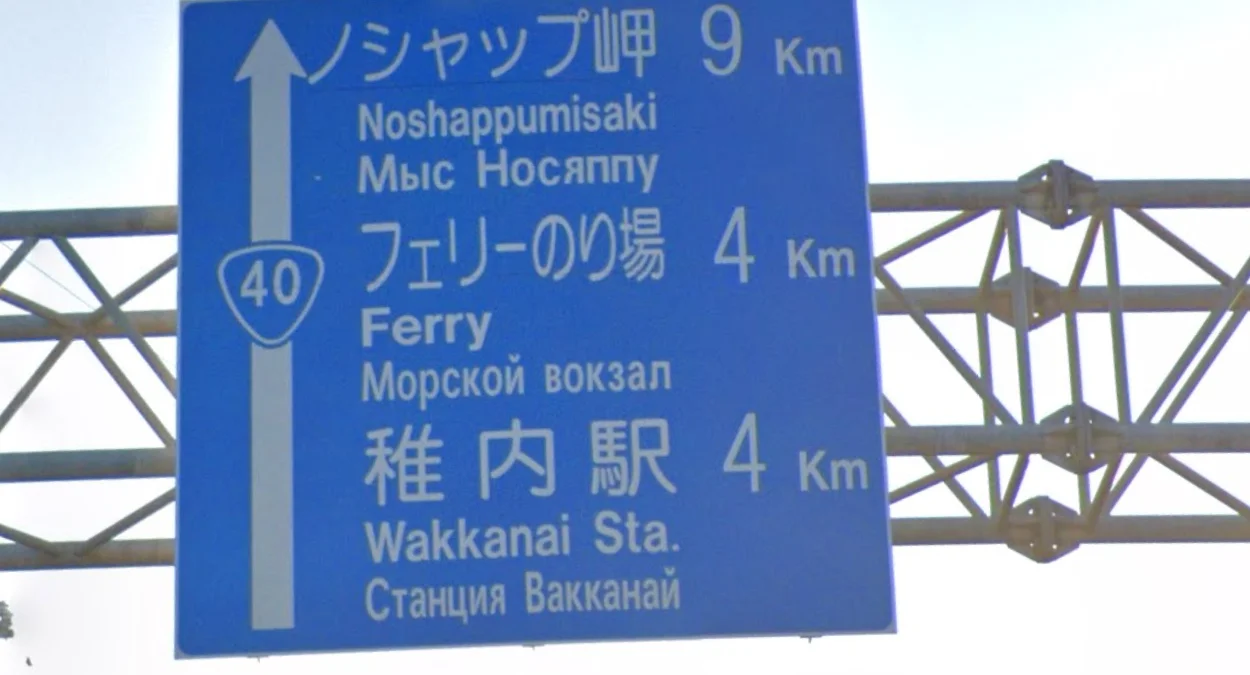 ノシャップ岬 9 Km
Noshappumisaki
Мыс Носяппу
フェリーのり場 4 Km
40
Ferry
Морской вокзал
稚内駅 4 Km
Wakkanai Sta.
Станция Вакканай